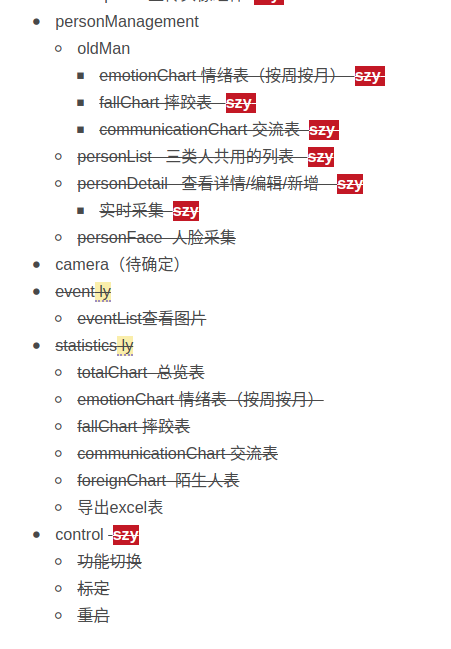 szy
personManagement
oldMan
emotionChart 情绪表（按周按月） szy
fallChart 摔跤表 szy
communicationChart 交流表 szy
personList 三类人共用的列表 szy
personDetail 查看详情/编辑/新增 szy
实时采集 szy
personFace 人脸采集
camera（待确定）
event ly
eventList查看图片
statistics ly
totalChart 总览表
emotionChart 情绪表（按周按月）
fallChart 摔跤表
communicationChart 交流表
foreignChart 陌生人表
导出excel表
control -szy
功能切换
标定
重启